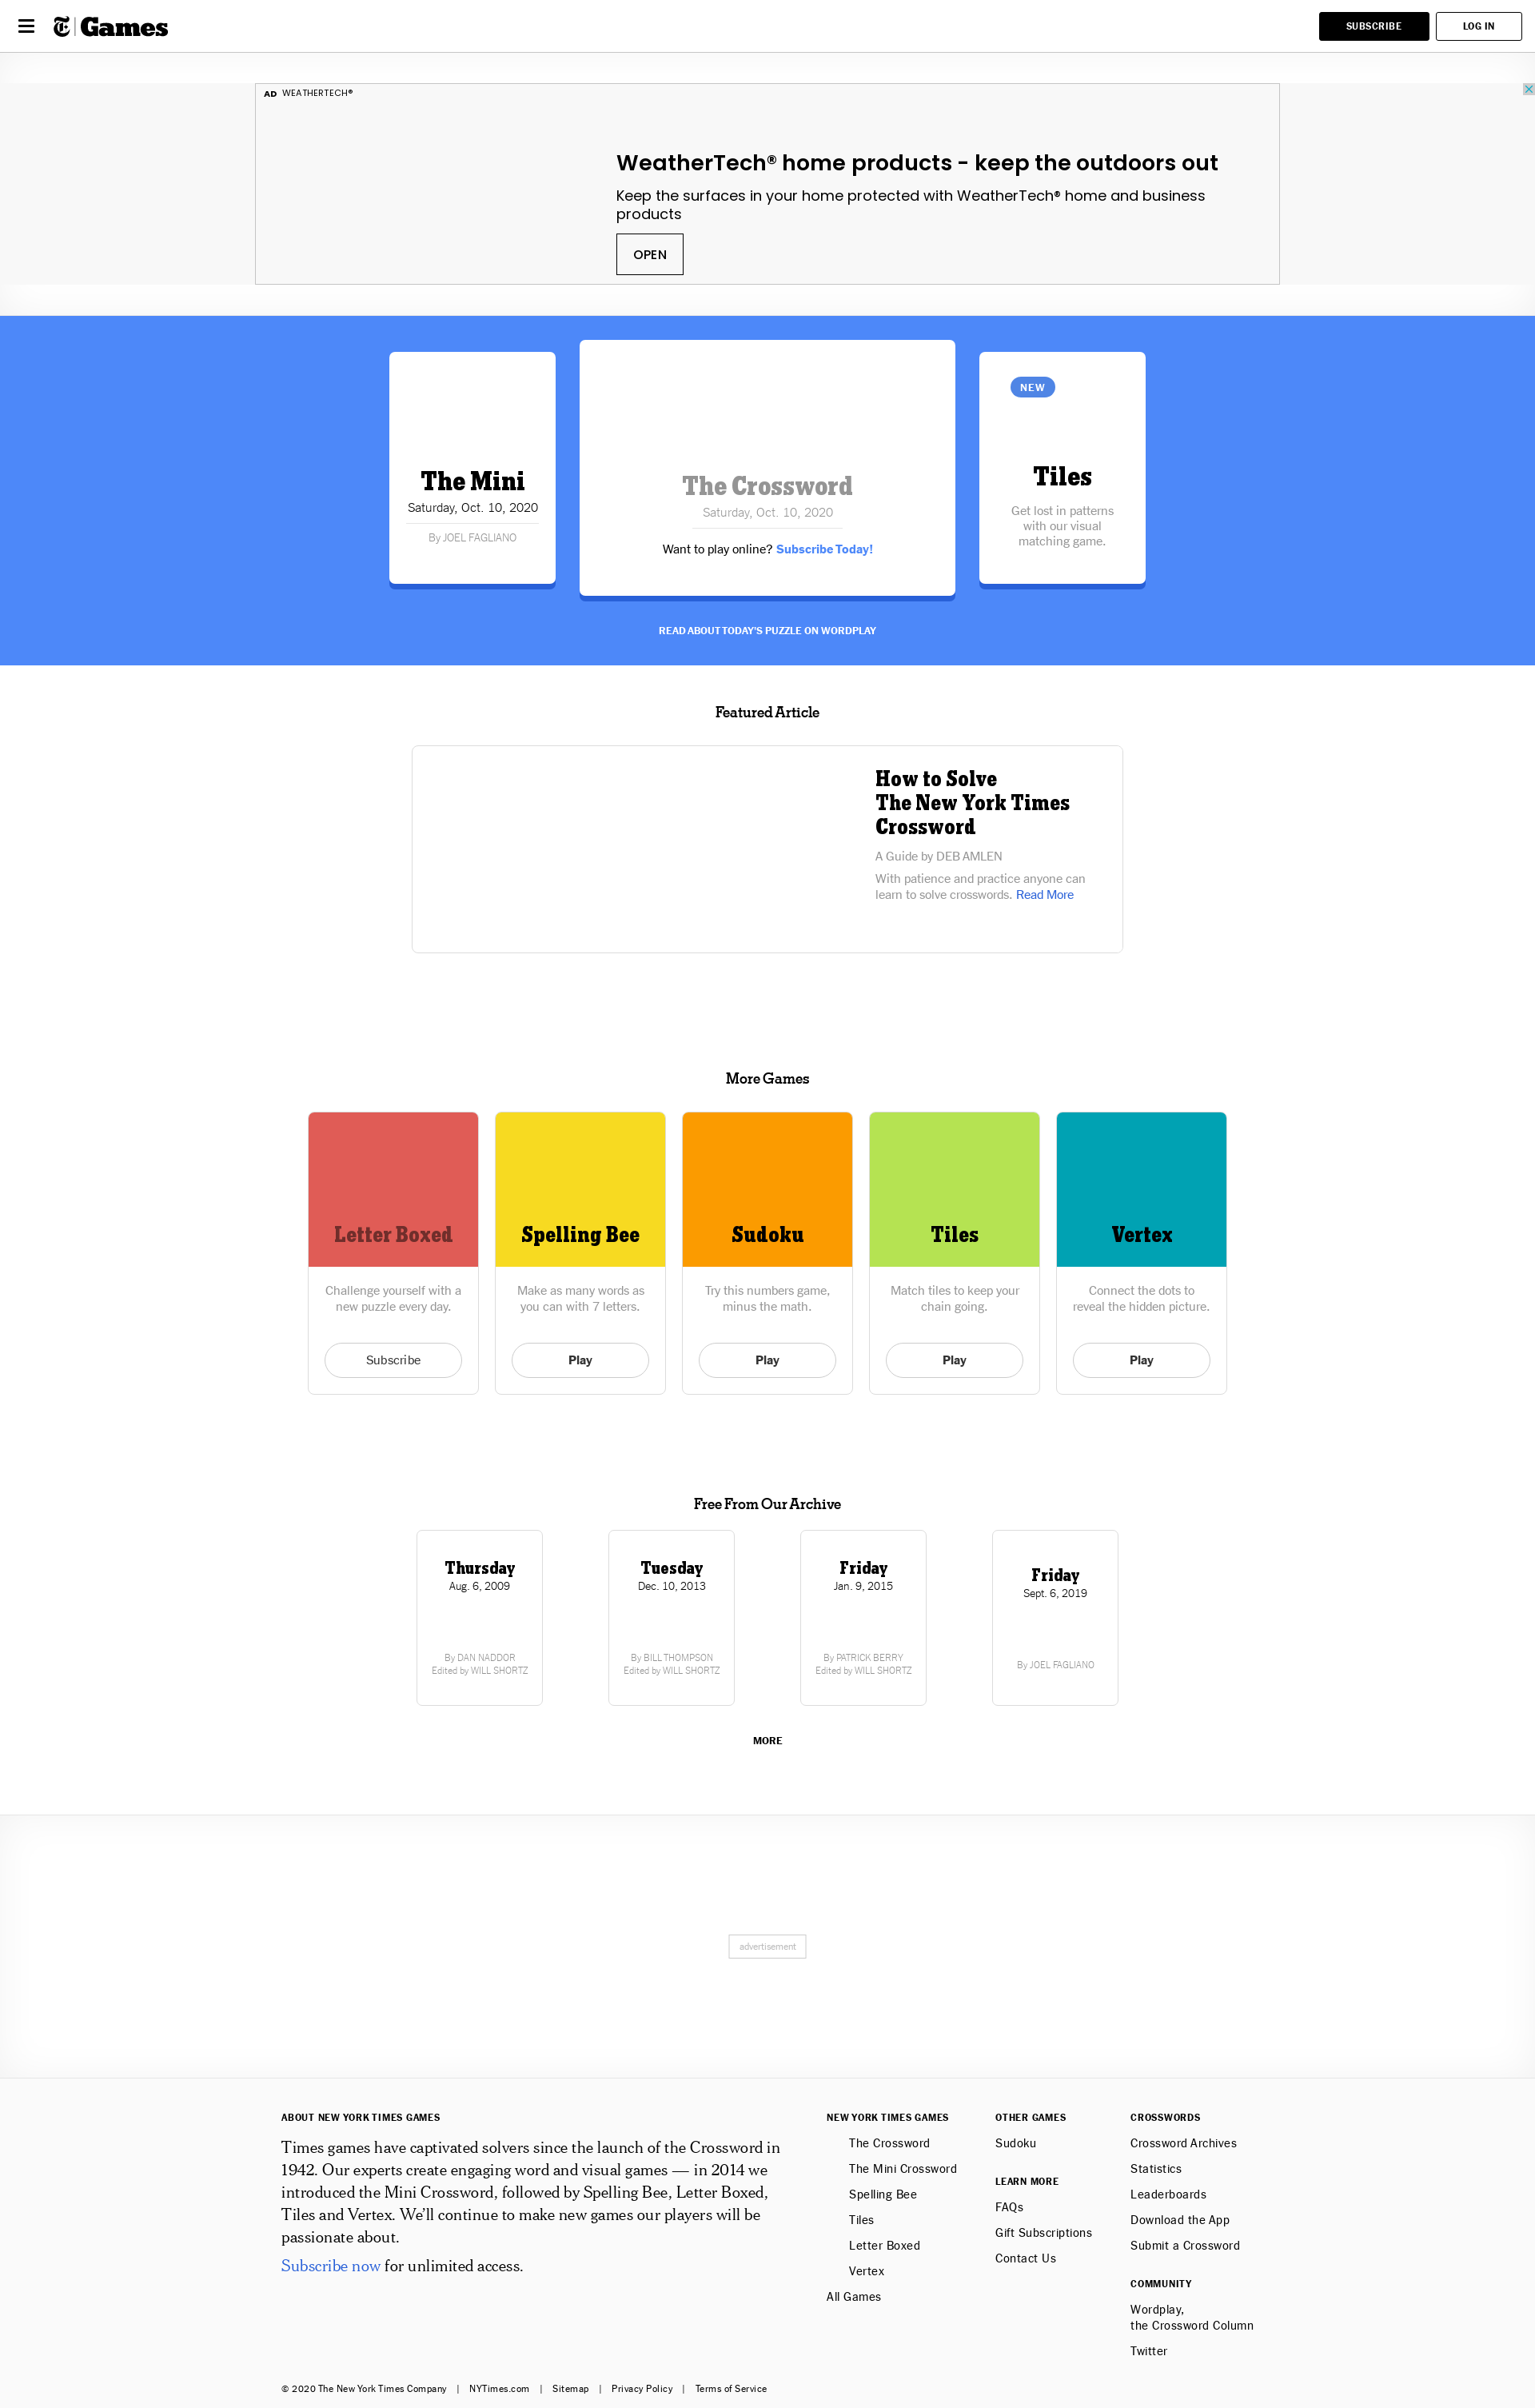 T Games
SUBSCRIBE
LOG IN
AD WEATHERTECH®
WeatherTech® home products - keep the outdoors out
Keep the surfaces in your home protected with WeatherTech® home and business
products
OPEN
The Mini
Saturday, Oct. 10, 2020
By JOEL FAGLIANO
The Crossword
Saturday, Oct. 10, 2020
Want to play online? Subscribe Today!
NEW
Tiles
Get lost in patterns
with our visual
matching game.
READ ABOUT TODAY'S PUZZLE ON WORDPLAY
Featured Article
How to Solve
The New York Times
Crossword
A Guide by DEB AMLEN
With patience and practice anyone can
learn to solve crosswords. Read More
More Games
Letter Boxed
Challenge yourself with a
new puzzle every day.
Subscribe
Spelling Bee
Make as many words as
you can with 7 letters.
Play
Sudoku
Try this numbers game,
minus the math.
Play
Tiles
Match tiles to keep your
chain going.
Play
Vertex
Connect the dots to
reveal the hidden picture.
Play
Free From Our Archive
Thursday
Aug. 6, 2009
By DAN NADDOR
Edited by WILL SHORTZ
Tuesday
Dec. 10, 2013
By BILL THOMPSON
Edited by WILL SHORTZ
Friday
Jan. 9, 2015
By PATRICK BERRY
Edited by WILL SHORTZ
Friday
Sept. 6, 2019
By JOEL FAGLIANO
MORE
advertisement
ABOUT NEW YORK TIMES GAMES
Times games have captivated solvers since the launch of the Crossword in
1942. Our experts create engaging word and visual games — in 2014 we
introduced the Mini Crossword, followed by Spelling Bee, Letter Boxed,
Tiles and Vertex. We’ll continue to make new games our players will be
passionate about.
Subscribe now for unlimited access.
NEW YORK TIMES GAMES
The Crossword
The Mini Crossword
Spelling Bee
Tiles
Letter Boxed
Vertex
All Games
OTHER GAMES
Sudoku
LEARN MORE
FAQs
Gift Subscriptions
Contact Us
CROSSWORDS
Crossword Archives
Statistics
Leaderboards
Download the App
Submit a Crossword
COMMUNITY
Wordplay,
the Crossword Column
Twitter
© 2020 The New York Times Company | NYTimes.com | Sitemap | Privacy Policy | Terms of Service